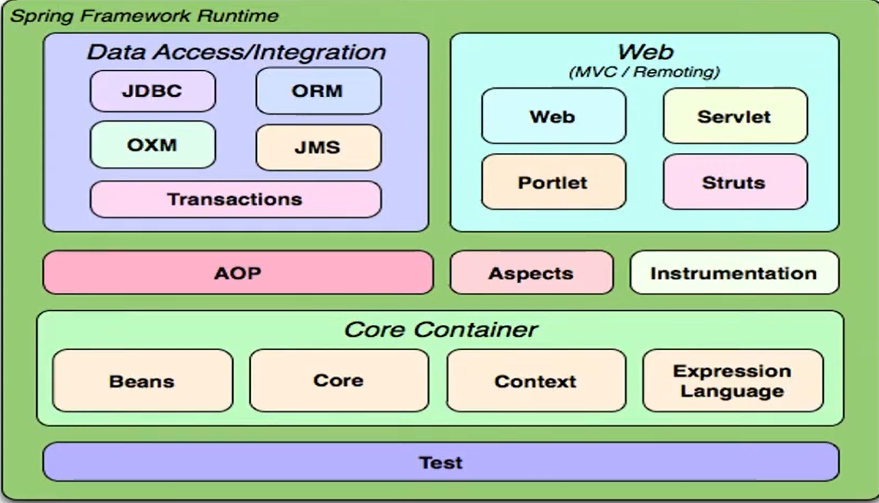 Spring Framework Runtime
Data Access/Integration
JDBC
ORM
OXM
JMS
Transactions
Web
(MVC / Remoting)
Web
Servlet
Portlet
Struts
AOP
Aspects
Instrumentation
Core Container
Beans
Core
Context
Expression
Language
Test